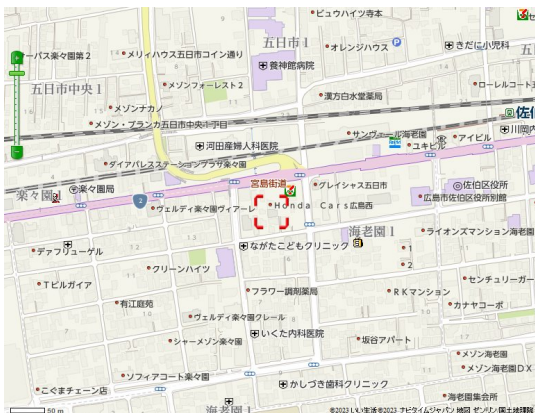 ピュウハイツ寺本
五日市1
オレンジハウス
P
きだに小児科
パス楽々園第2
メリィハウス五日市コイン通り
養神館病院
五日市中央1
メゾンフォーレスト2
ローレルコート五
漢方白水堂薬局
メゾンナカノ
メゾン・ブランカ五日市中央1丁目
サンヴェール海老園
アイビル
ユキビル
河田産婦人科医院
ダイアパレスステーションプラザ楽々園
宮島街道
グレイシャス五日市
佐伯区役所
楽々園局
楽々園1
2
広島市佐伯区役所別館
ヴェルディ楽々園ヴィアーレ
Honda Cars広島西
海老園1
ライオンズマンション海老園
デァフリューゲル
ながたこどもクリニック
1
2
クリーンハイツ
センチュリーガー
Tビルガイア
フラワー調剤薬局
RKマンション
有江庭苑
カナヤコーポ
ヴェルディ楽々園クレール
シャーメゾン楽々園
いくた内科医院
坂谷アパート
メゾン海老園
メゾン海老園DX
ソフィアコート楽々園
こぐまチェーン店
かしづき歯科クリニック
海老園集会所
海老園1
50 m
©2023 いい生活©2023 ナビタイムジャパン 地図 ゼンリン 国土地理院